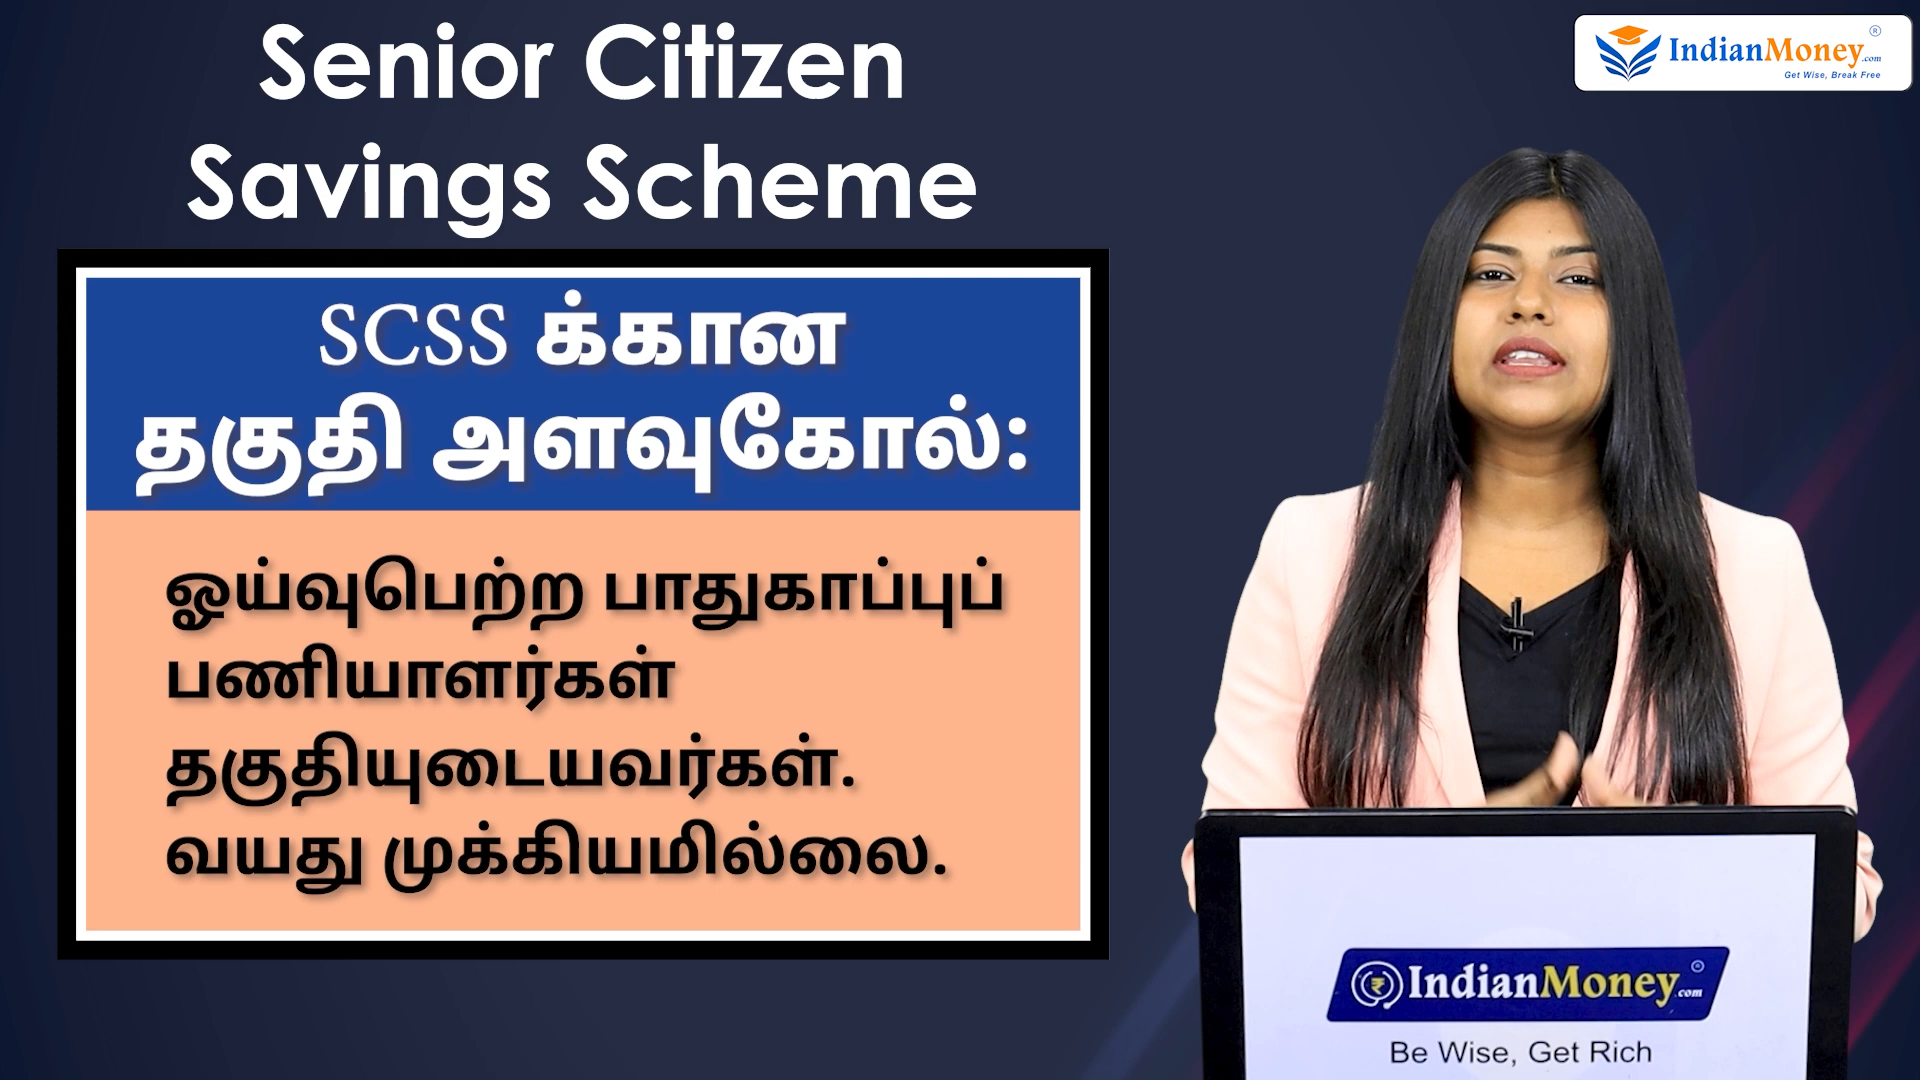 Senior Citizen
Savings Scheme
SCSS க்கான
தகுதி அளவுகோல்:
ஓய்வுபெற்ற பாதுகாப்புப்
பணியாளர்கள்
தகுதியுடையவர்கள்.
வயது முக்கியமில்லை.
IndianMoney.com ®
Get Wise, Break Free
IndianMoney.com ®
Be Wise, Get Rich